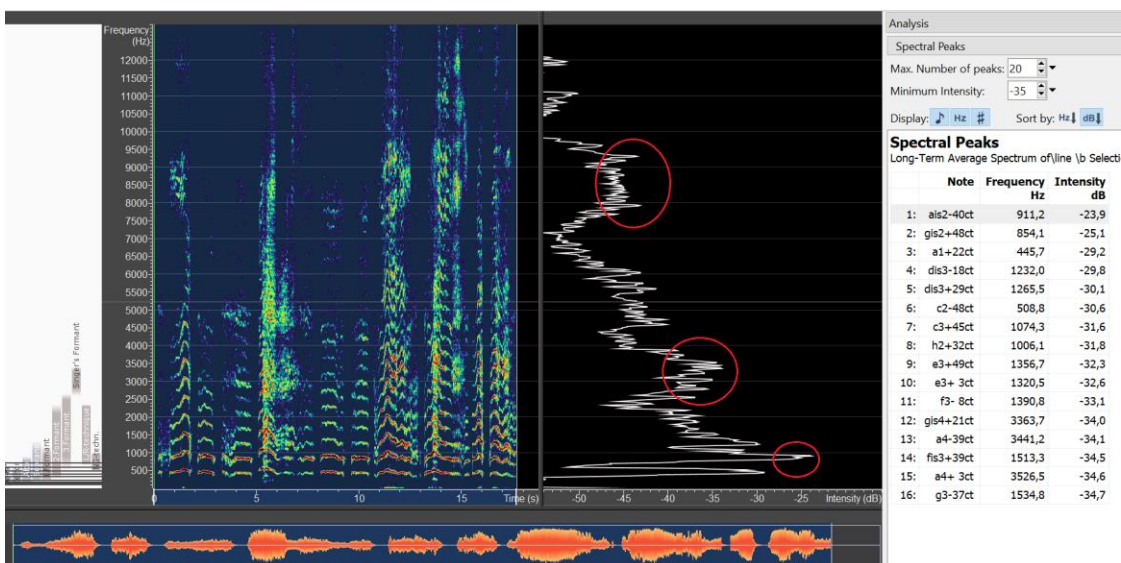 Frequency
(Hz)
12000
11000
10500
10000
9500
9000
8500
8000
7500
7000
6500
6000
5500
5000
4500
4000
3500
3000
2500
2000
1500
1000
500
Singer's Formant
0
5
10
15
Time (s)
-50
-45
-40
-35
-30
-25
Intensity (dB)
Analysis
Spectral Peaks
Max. Number of peaks: 20
Minimum Intensity: -35
Display: ♪ Hz # Sort by: Hz↓ dB↓
Spectral Peaks
Long-Term Average Spectrum of\line \b Selecti
Note Frequency Intensity
Hz dB
1: ais2-40ct 911,2 -23,9
2: gis2+48ct 854,1 -25,1
3: a1+22ct 445,7 -29,2
4: dis3-18ct 1232,0 -29,8
5: dis3+29ct 1265,5 -30,1
6: c2-48ct 508,8 -30,6
7: c3+45ct 1074,3 -31,6
8: h2+32ct 1006,1 -31,8
9: e3+49ct 1356,7 -32,3
10: e3+ 3ct 1320,5 -32,6
11: f3- 8ct 1390,8 -33,1
12: gis4+21ct 3363,7 -34,0
13: a4-39ct 3441,2 -34,1
14: fis3+39ct 1513,3 -34,5
15: a4+ 3ct 3526,5 -34,6
16: g3-37ct 1534,8 -34,7